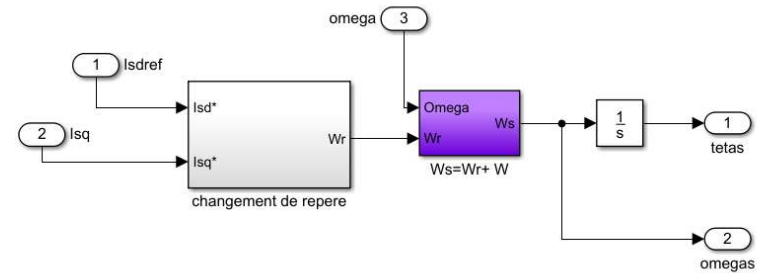 omega 3
1 Isdref
2 Isq
Isd*
Isq*
Wr
changement de repere
Omega
Wr
Ws
Ws=Wr+ W
1
s
1
tetas
2
omegas